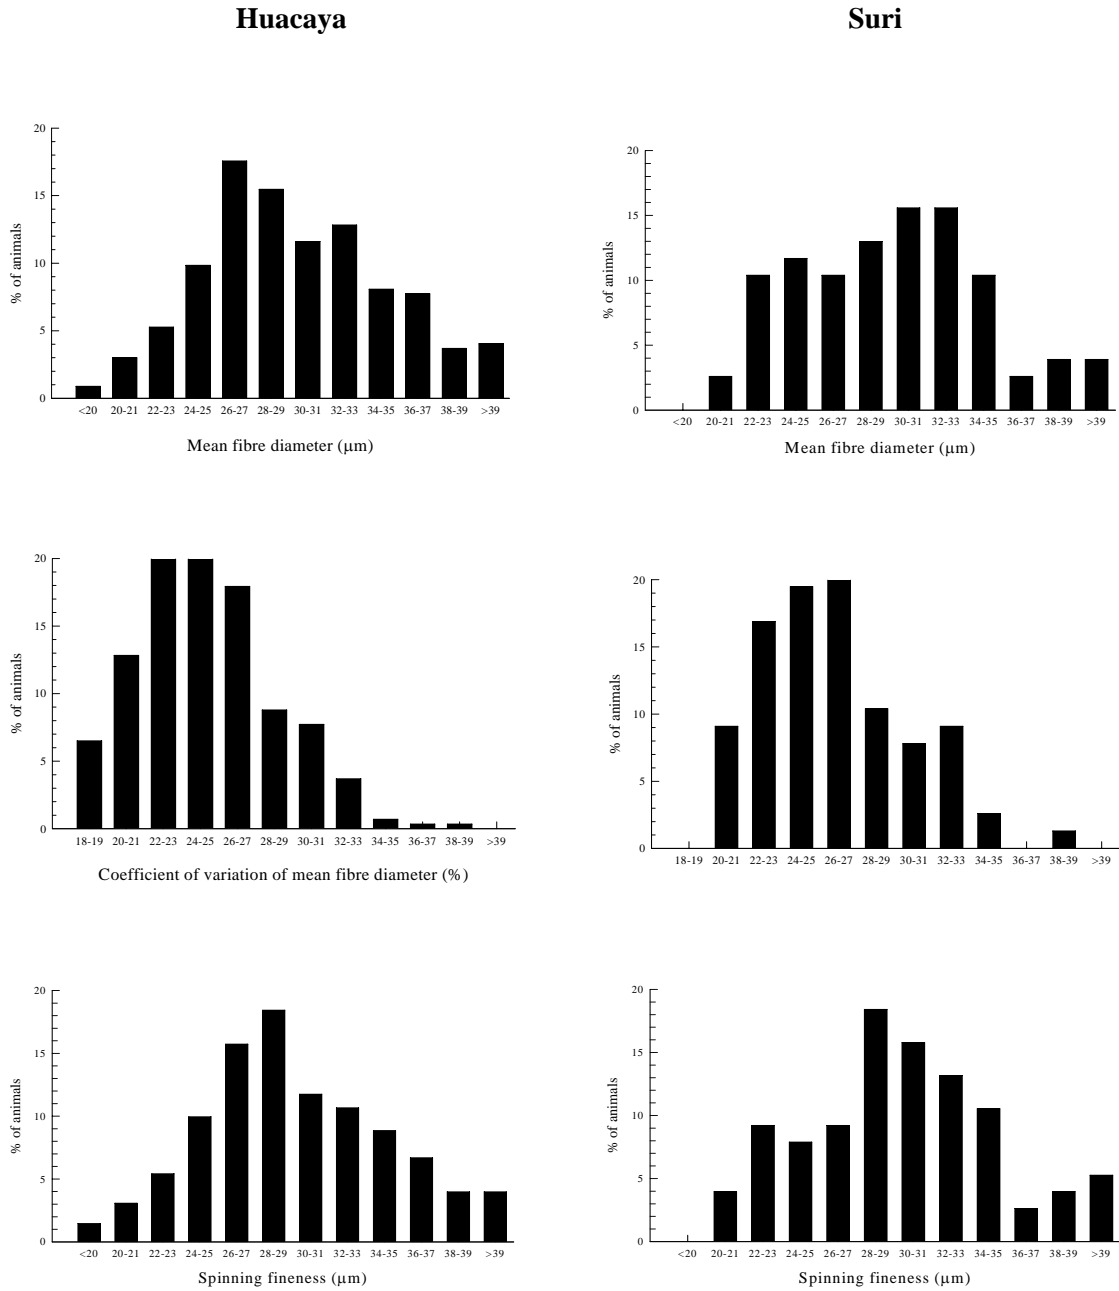 Huacaya
Suri
20
15
10
5
0
% of animals
<20 20-21 22-23 24-25 26-27 28-29 30-31 32-33 34-35 36-37 38-39 >39
Mean fibre diameter (µm)
20
15
10
5
0
% of animals
<20 20-21 22-23 24-25 26-27 28-29 30-31 32-33 34-35 36-37 38-39 >39
Mean fibre diameter (µm)
20
15
10
5
0
% of animals
18-19 20-21 22-23 24-25 26-27 28-29 30-31 32-33 34-35 36-37 38-39 >39
Coefficient of variation of mean fibre diameter (%)
20
15
10
5
0
% of animals
18-19 20-21 22-23 24-25 26-27 28-29 30-31 32-33 34-35 36-37 38-39 >39
20
15
10
5
0
% of animals
<20 20-21 22-23 24-25 26-27 28-29 30-31 32-33 34-35 36-37 38-39 >39
Spinning fineness (µm)
20
15
10
5
0
% of animals
<20 20-21 22-23 24-25 26-27 28-29 30-31 32-33 34-35 36-37 38-39 >39
Spinning fineness (µm)